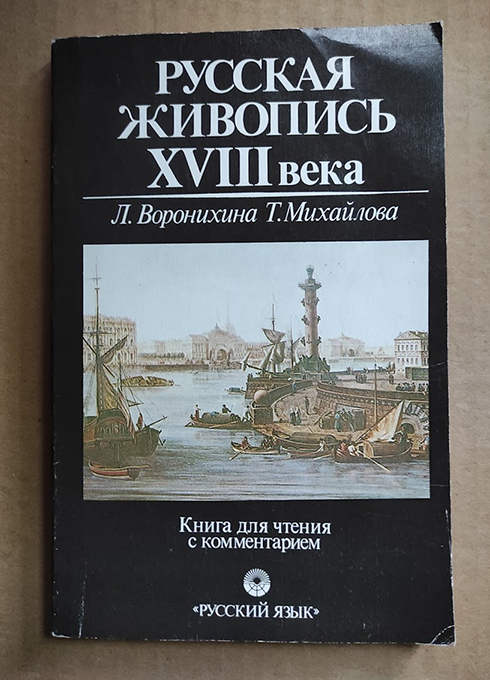 РУССКАЯ
ЖИВОПИСЬ
XVIII века
Л. Воронихина Т. Михайлова
Книга для чтения
с комментарием
«РУССКИЙ ЯЗЫК»